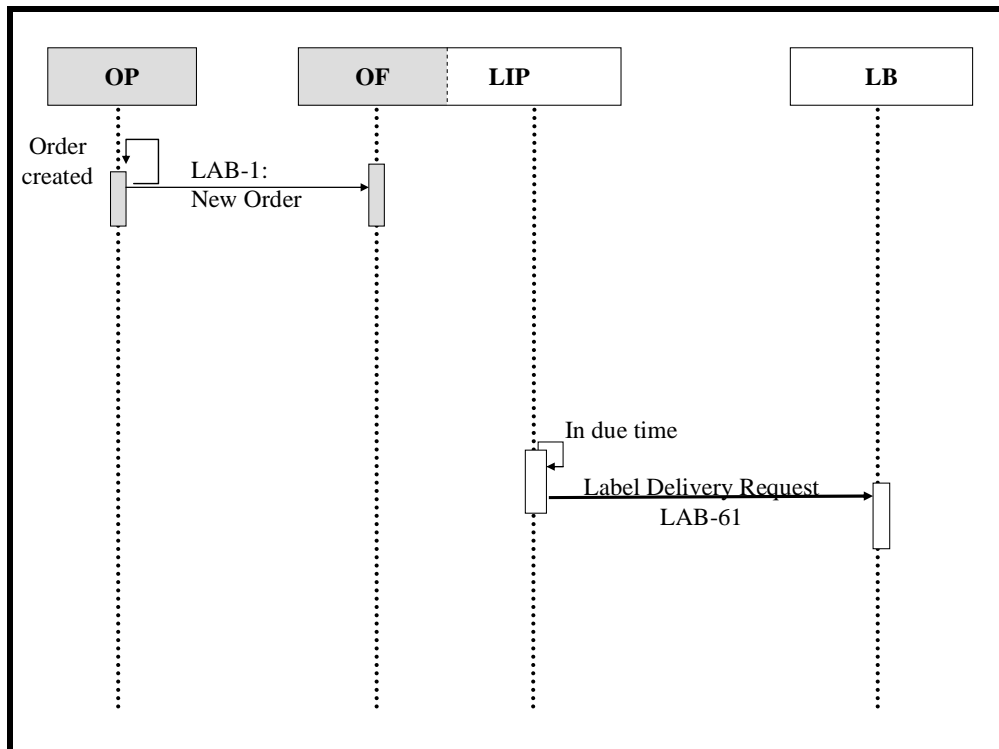 OP
OF
LIP
LB
Order
created
LAB-1:
New Order
In due time
Label Delivery Request
LAB-61